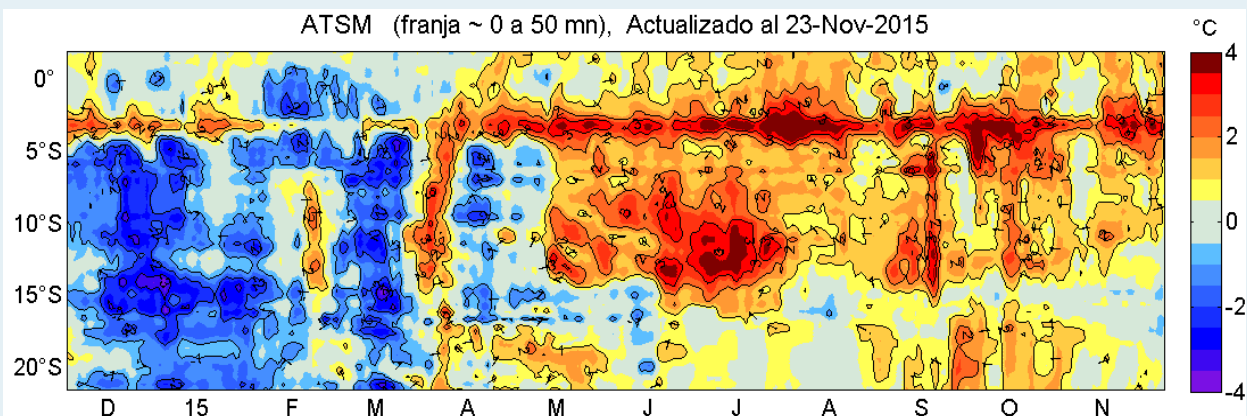 ATSM (franja ~ 0 a 50 mn), Actualizado al 23-Nov-2015
°C
0°
5°S
10°S
15°S
20°S
4
2
0
-2
-4
D 15 F M A M J J A S O N